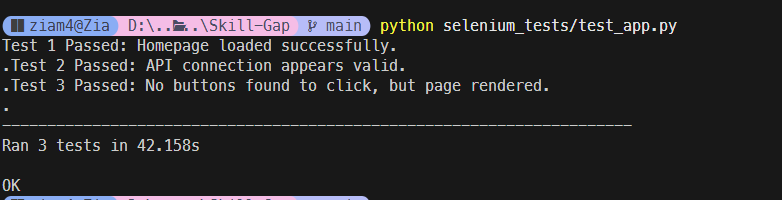 ziam4@Zia D:\..\..\Skill-Gap main python selenium_tests/test_app.py
Test 1 Passed: Homepage loaded successfully.
.Test 2 Passed: API connection appears valid.
.Test 3 Passed: No buttons found to click, but page rendered.
.
----------------------------------------------------------------------
Ran 3 tests in 42.158s
OK